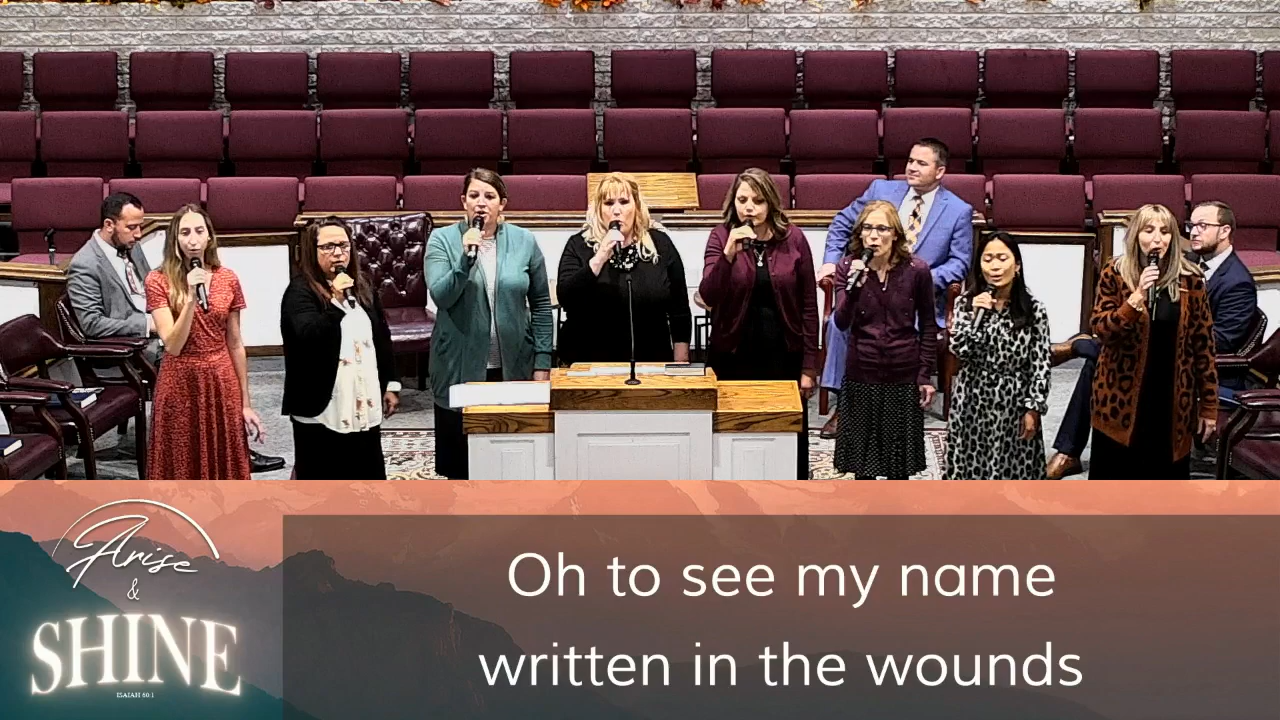 Arise
&
SHINE
ISAIAH 60:1
Oh to see my name
written in the wounds